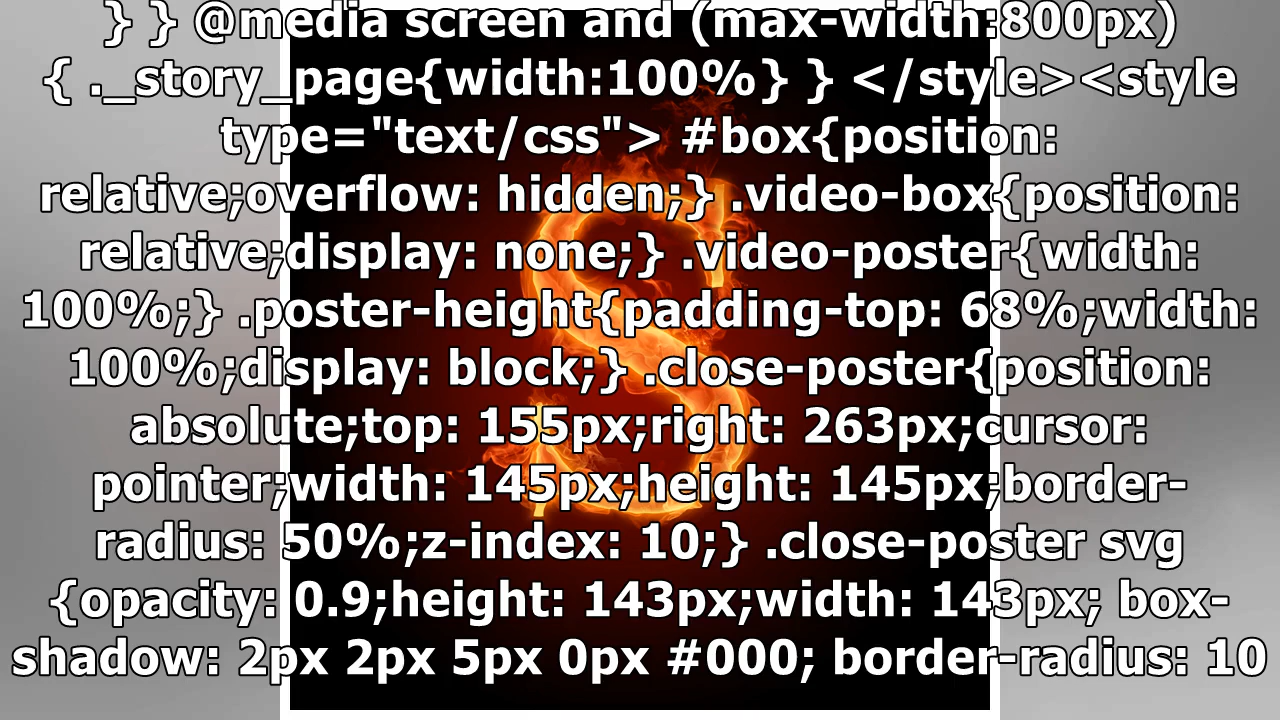 } } @media screen and (max-width:800px)
{ ._story_page{width:100%} } </style><style
type="text/css"> #box{position:
relative;overflow: hidden;} .video-box{position:
relative;display: none;} .video-poster{width:
100%;} .poster-height{padding-top: 68%;width:
100%;display: block;} .close-poster{position:
absolute;top: 155px;right: 263px;cursor:
pointer;width: 145px;height: 145px;border-
radius: 50%;z-index: 10;} .close-poster svg
{opacity: 0.9;height: 143px;width: 143px; box-
shadow: 2px 2px 5px 0px #000; border-radius: 10
S